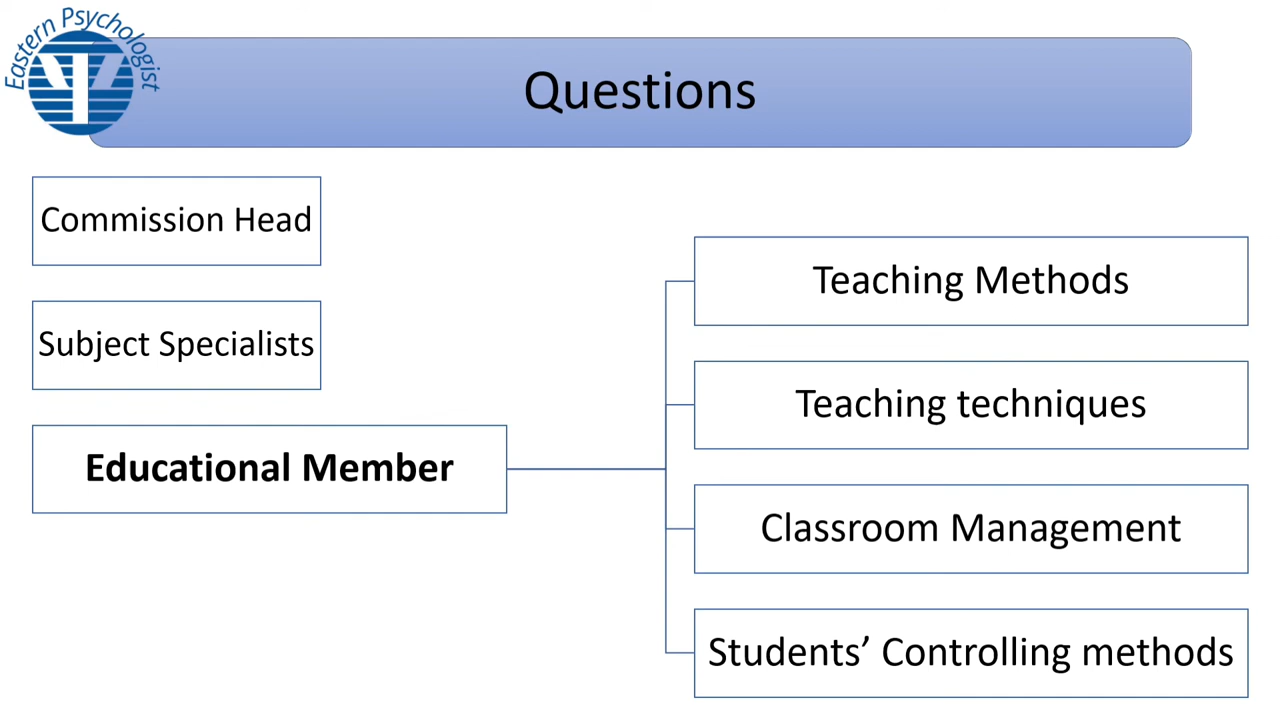 Eastern Psychologist
Questions
Commission Head
Subject Specialists
Educational Member
Teaching Methods
Teaching techniques
Classroom Management
Students’ Controlling methods